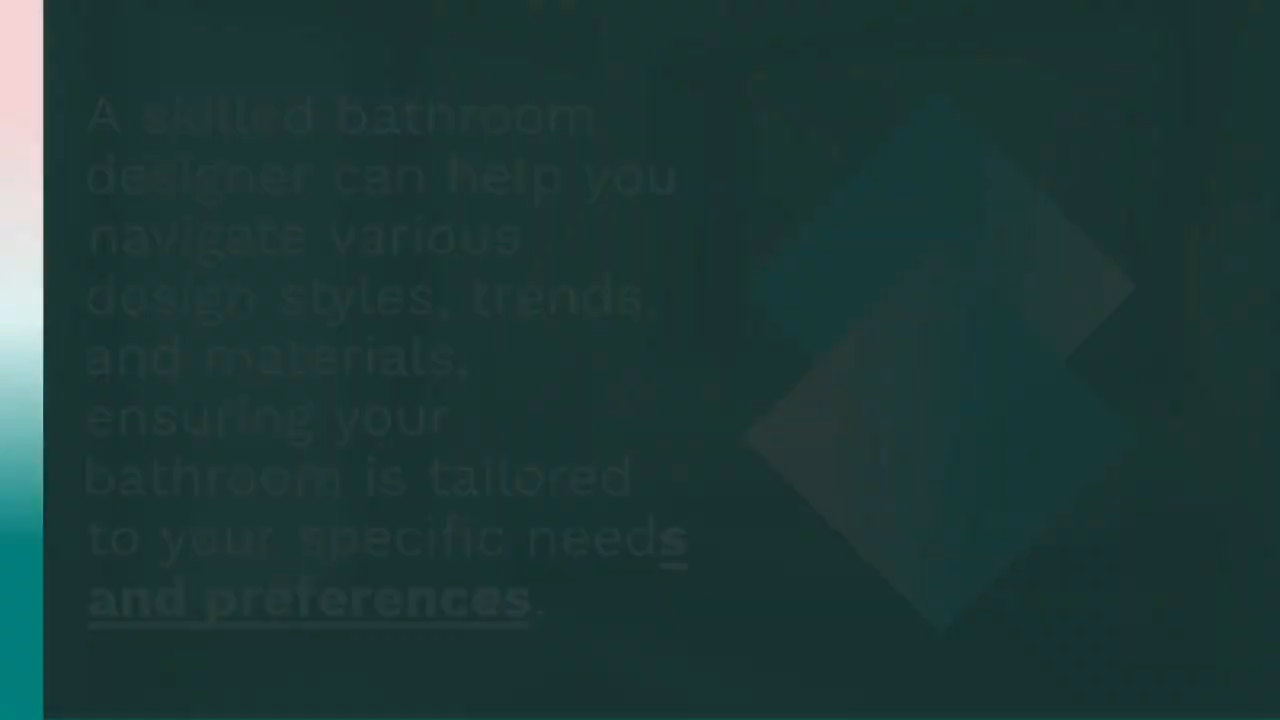 A skilled bathroom
designer can help you
navigate various
design styles, trends,
and materials,
ensuring your
bathroom is tailored
to your specific needs
and preferences.